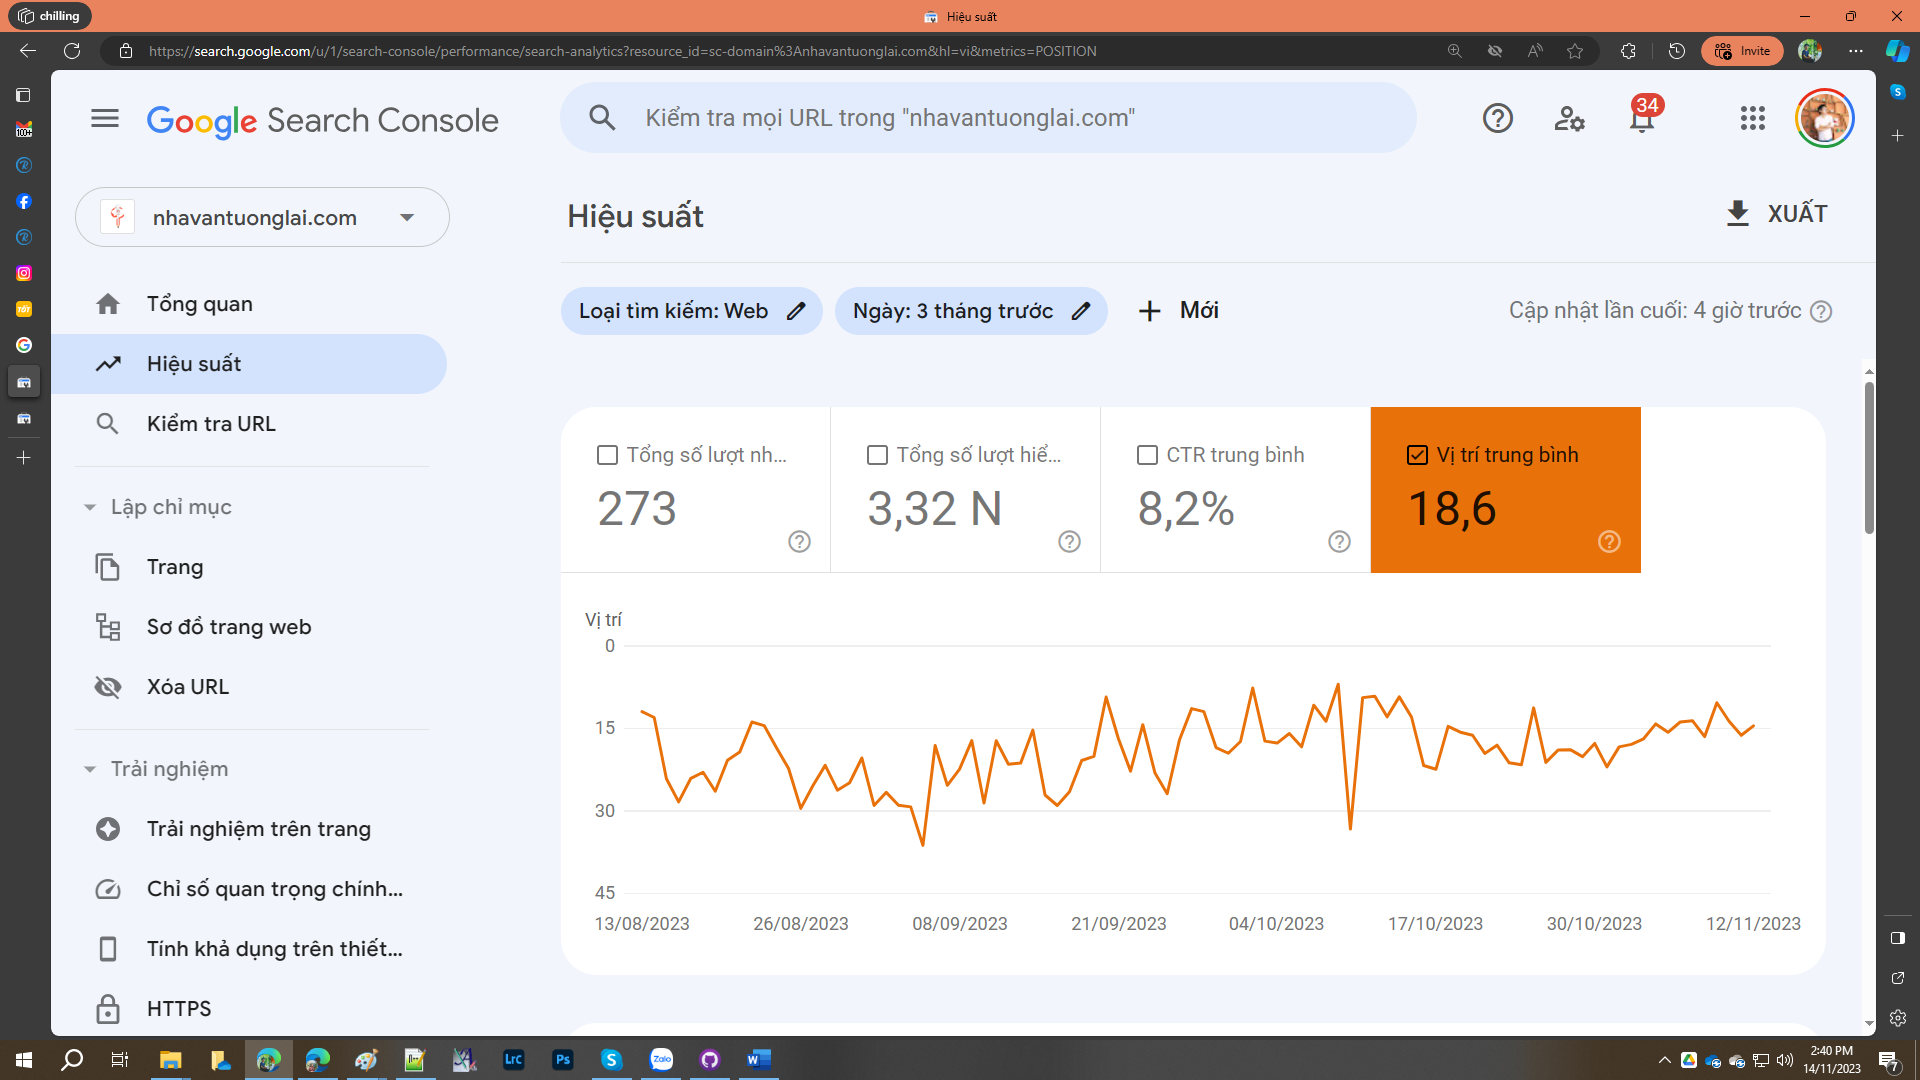 chilling
Hiệu suất
https://search.google.com/u/1/search-console/performance/search-analytics?resource_id=sc-domain%3Anhavantuonglai.com&hl=vi&metrics=POSITION
Invite
Google Search Console
Kiểm tra mọi URL trong "nhavantuonglai.com"
34
nhavantuonglai.com
Hiệu suất
XUẤT
Tổng quan
Hiệu suất
Kiểm tra URL
Lập chỉ mục
Trang
Sơ đồ trang web
Xóa URL
Trải nghiệm
Trải nghiệm trên trang
Chỉ số quan trọng chính...
Tính khả dụng trên thiết...
HTTPS
Loại tìm kiếm: Web
Ngày: 3 tháng trước
Mới
Cập nhật lần cuối: 4 giờ trước
Tổng số lượt nh...
273
Tổng số lượt hiể...
3,32 N
CTR trung bình
8,2%
Vị trí trung bình
18,6
Vị trí
0
15
30
45
13/08/2023 26/08/2023 08/09/2023 21/09/2023 04/10/2023 17/10/2023 30/10/2023 12/11/2023
LrC
Ps
Zalo
2:40 PM
14/11/2023
7